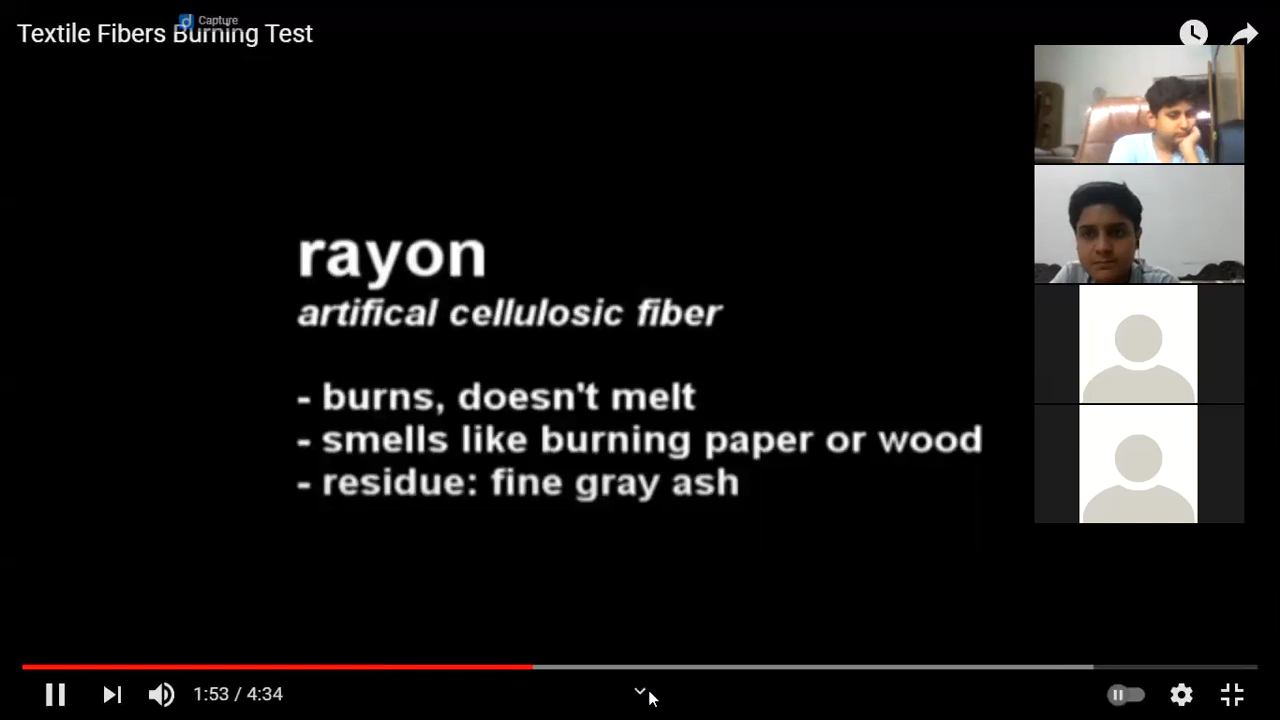 Capture
Textile Fibers Burning Test
rayon
artifical cellulosic fiber
- burns, doesn't melt
- smells like burning paper or wood
- residue: fine gray ash
1:53 / 4:34